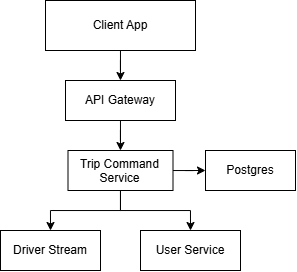 Client App
API Gateway
Trip Command
Service
Postgres
Driver Stream
User Service